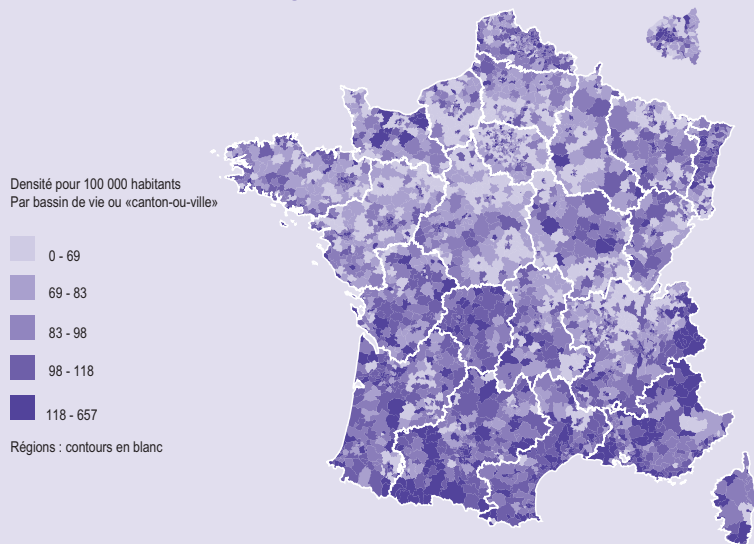 Densité pour 100 000 habitants
Par bassin de vie ou «canton-ou-ville»
0 - 69
69 - 83
83 - 98
98 - 118
118 - 657
Régions : contours en blanc